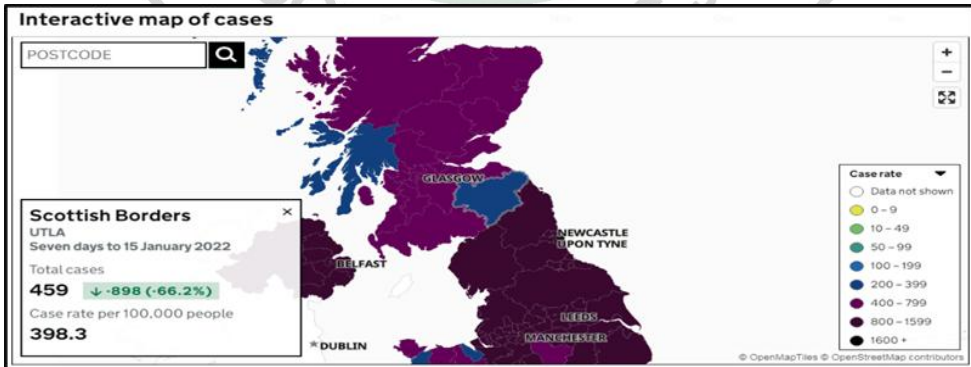 Interactive map of cases
POSTCODE
+
−
GLASGOW
NEWCASTLE
UPON TYNE
BELFAST
LEEDS
MANCHESTER
*DUBLIN
Scottish Borders ×
UTLA
Seven days to 15 January 2022
Total cases
459 ↓ -898 (-66.2%)
Case rate per 100,000 people
398.3
Case rate
Data not shown
0 – 9
10 – 49
50 – 99
100 – 199
200 – 399
400 – 799
800 – 1599
1600 +
© OpenMapTiles © OpenStreetMap contributors